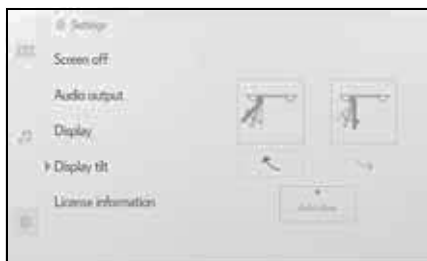 Settings
Screen off
Audio output
Display
Display tilt
License information